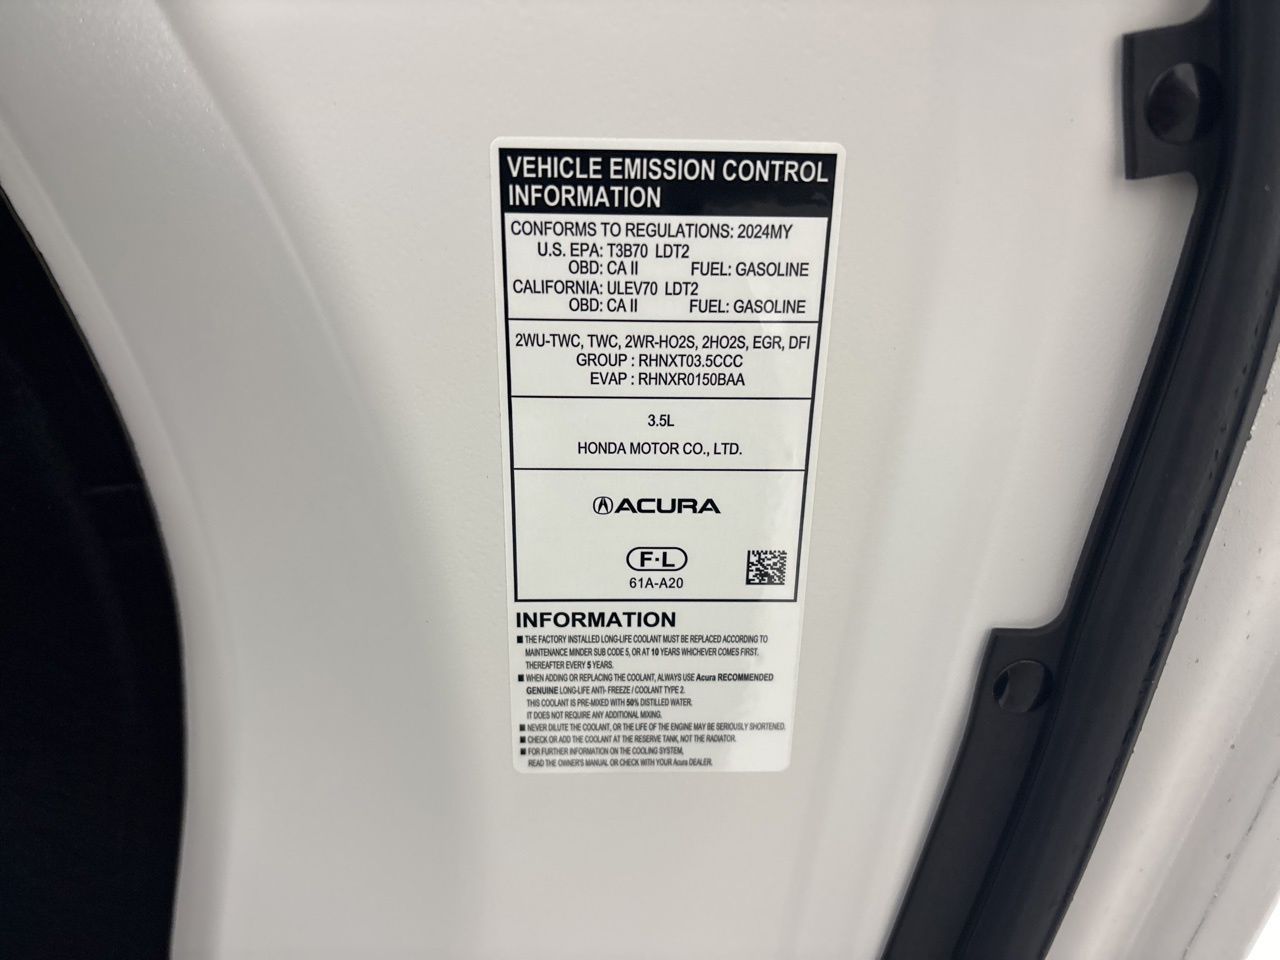 VEHICLE EMISSION CONTROL
INFORMATION
CONFORMS TO REGULATIONS: 2024MY
U.S. EPA: T3B70 LDT2
OBD: CA II FUEL: GASOLINE
CALIFORNIA: ULEV70 LDT2
OBD: CA II FUEL: GASOLINE
2WU-TWC, TWC, 2WR-HO2S, 2HO2S, EGR, DFI
GROUP : RHNXT03.5CCC
EVAP : RHNXR0150BAA
3.5L
HONDA MOTOR CO., LTD.
ACURA
F·L
61A-A20
INFORMATION
■ THE FACTORY INSTALLED LONG-LIFE COOLANT MUST BE REPLACED ACCORDING TO
MAINTENANCE MINDER SUB CODE 5, OR AT 10 YEARS WHICHEVER COMES FIRST.
THEREAFTER EVERY 5 YEARS.
■ WHEN ADDING OR REPLACING THE COOLANT, ALWAYS USE Acura RECOMMENDED
GENUINE LONG-LIFE ANTI- FREEZE / COOLANT TYPE 2.
THIS COOLANT IS PRE-MIXED WITH 50% DISTILLED WATER.
IT DOES NOT REQUIRE ANY ADDITIONAL MIXING.
■ NEVER DILUTE THE COOLANT, OR THE LIFE OF THE ENGINE MAY BE SERIOUSLY SHORTENED.
■ CHECK OR ADD THE COOLANT AT THE RESERVE TANK, NOT THE RADIATOR.
■ FOR FURTHER INFORMATION ON THE COOLING SYSTEM,
READ THE OWNER'S MANUAL OR CHECK WITH YOUR Acura DEALER.